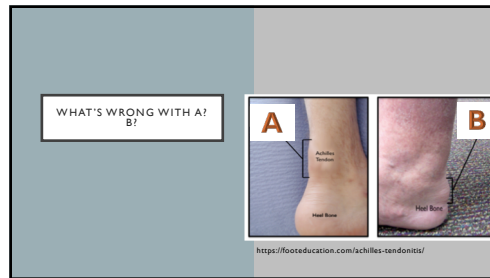 WHAT'S WRONG WITH A?
B?
A
Achilles
Tendon
Heel Bone
B
Heel Bone
https://footeducation.com/achilles-tendonitis/